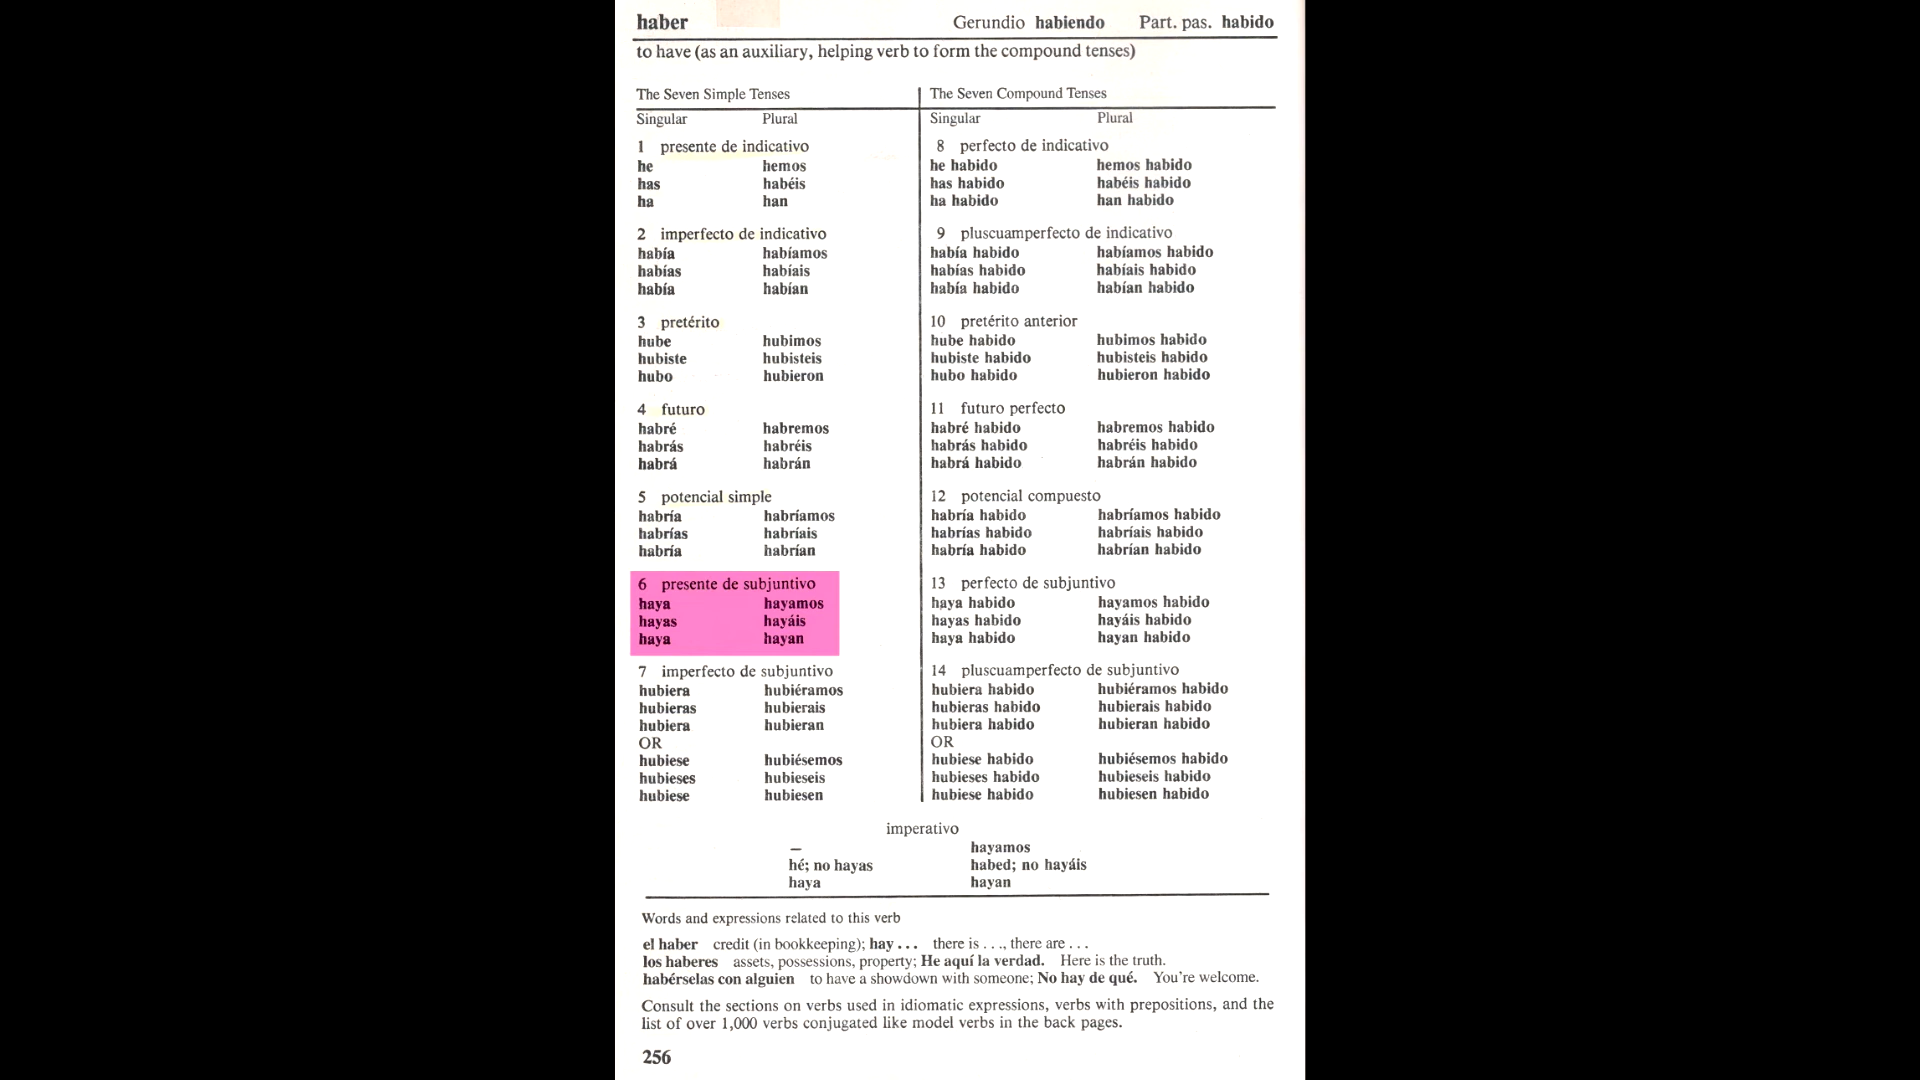 haber Gerundio habiendo Part. pas. habido
to have (as an auxiliary, helping verb to form the compound tenses)
The Seven Simple Tenses
Singular Plural
1 presente de indicativo
he hemos
has habéis
ha han
2 imperfecto de indicativo
había habíamos
habías habíais
había habían
3 pretérito
hube hubimos
hubiste hubisteis
hubo hubieron
4 futuro
habré habremos
habrás habréis
habrá habrán
5 potencial simple
habría habríamos
habrías habríais
habría habrían
6 presente de subjuntivo
haya hayamos
hayas hayáis
haya hayan
7 imperfecto de subjuntivo
hubiera hubiéramos
hubieras hubierais
hubiera hubieran
OR
hubiese hubiésemos
hubieses hubieseis
hubiese hubiesen
The Seven Compound Tenses
Singular Plural
8 perfecto de indicativo
he habido hemos habido
has habido habéis habido
ha habido han habido
9 pluscuamperfecto de indicativo
había habido habíamos habido
habías habido habíais habido
había habido habían habido
10 pretérito anterior
hube habido hubimos habido
hubiste habido hubisteis habido
hubo habido hubieron habido
11 futuro perfecto
habré habido habremos habido
habrás habido habréis habido
habrá habido habrán habido
12 potencial compuesto
habría habido habríamos habido
habrías habido habríais habido
habría habido habrían habido
13 perfecto de subjuntivo
haya habido hayamos habido
hayas habido hayáis habido
haya habido hayan habido
14 pluscuamperfecto de subjuntivo
hubiera habido hubiéramos habido
hubieras habido hubierais habido
hubiera habido hubieran habido
OR
hubiese habido hubiésemos habido
hubieses habido hubieseis habido
hubiese habido hubiesen habido
imperativo
— hayamos
hé; no hayas habed; no hayáis
haya hayan
Words and expressions related to this verb
el haber credit (in bookkeeping); hay . . . there is . . ., there are . . .
los haberes assets, possessions, property; He aquí la verdad. Here is the truth.
habérselas con alguien to have a showdown with someone; No hay de qué. You're welcome.
Consult the sections on verbs used in idiomatic expressions, verbs with prepositions, and the
list of over 1,000 verbs conjugated like model verbs in the back pages.
256